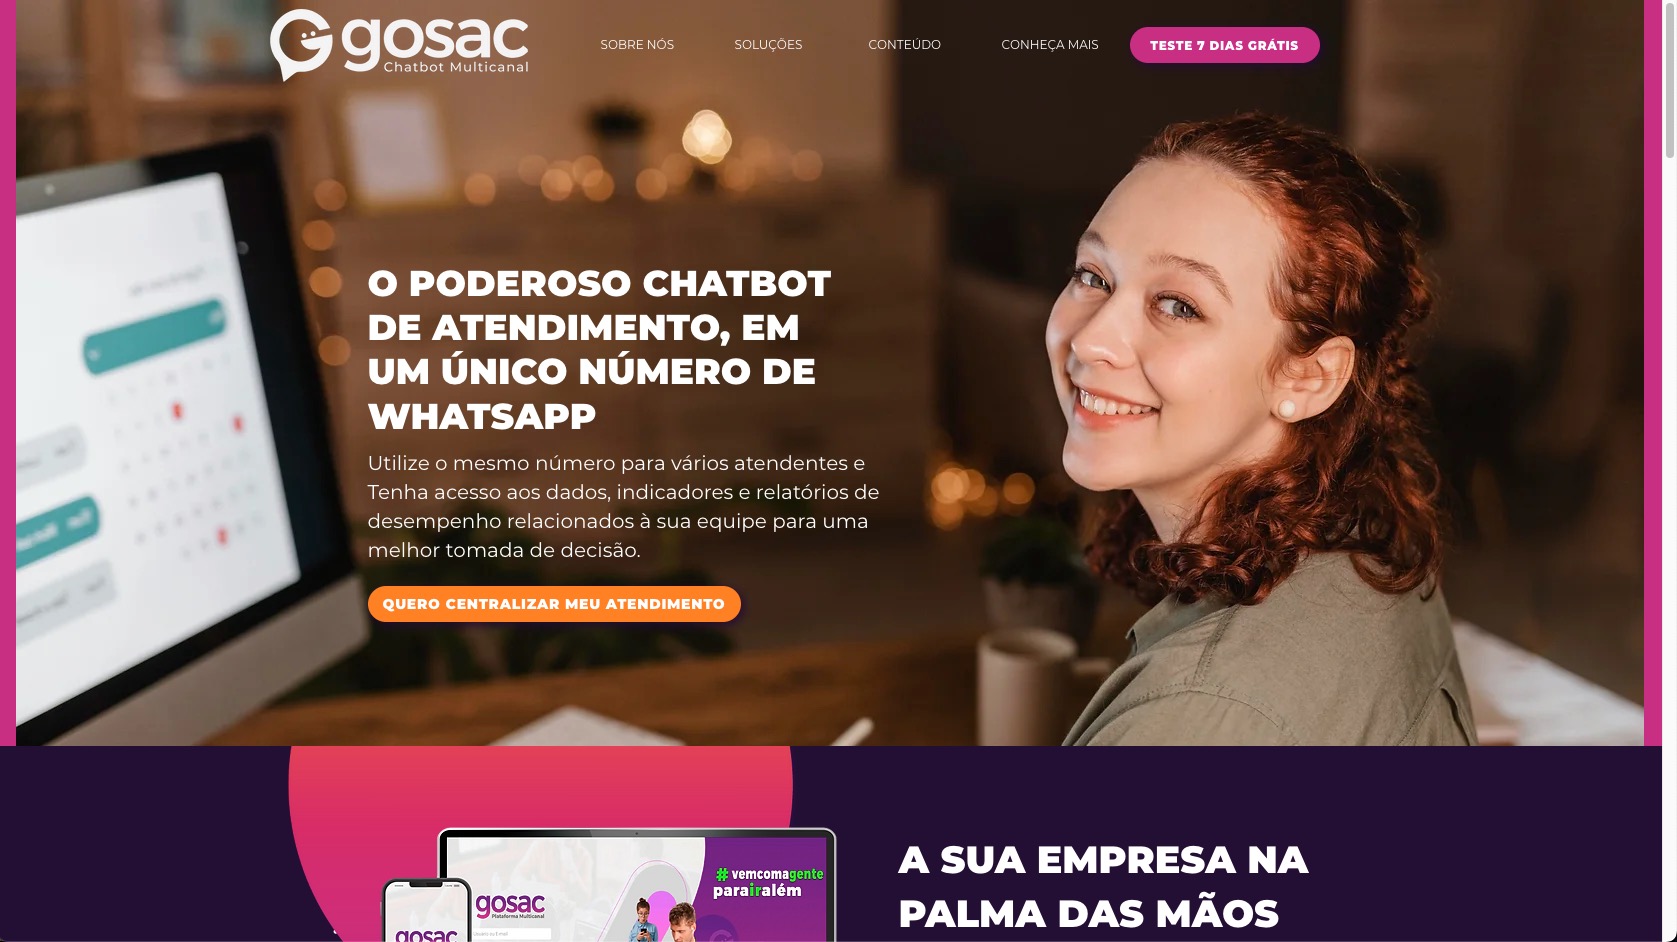 gosac
Chatbot Multicanal
SOBRE NÓS
SOLUÇÕES
CONTEÚDO
CONHEÇA MAIS
TESTE 7 DIAS GRÁTIS
O PODEROSO CHATBOT
DE ATENDIMENTO, EM
UM ÚNICO NÚMERO DE
WHATSAPP
Utilize o mesmo número para vários atendentes e
Tenha acesso aos dados, indicadores e relatórios de
desempenho relacionados à sua equipe para uma
melhor tomada de decisão.
QUERO CENTRALIZAR MEU ATENDIMENTO
#vemcomagente
parairalém
gosac
Plataforma Multicanal
gosac
A SUA EMPRESA NA
PALMA DAS MÃOS